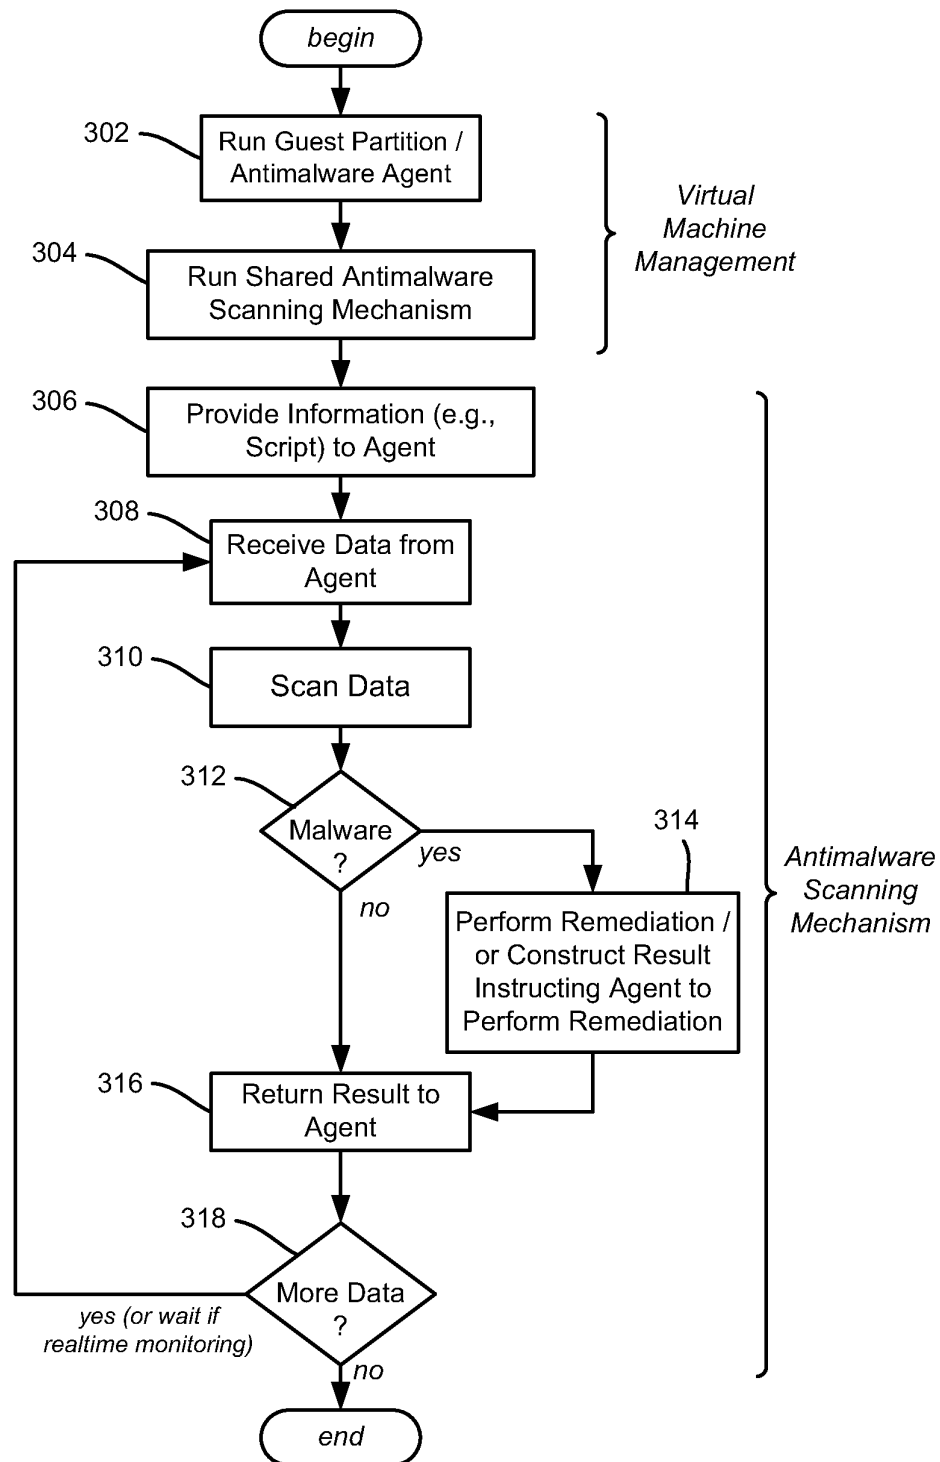 begin
302
Run Guest Partition /
Antimalware Agent
Virtual
Machine
Management
304
Run Shared Antimalware
Scanning Mechanism
306
Provide Information (e.g.,
Script) to Agent
308
Receive Data from
Agent
310
Scan Data
312
Malware
?
yes
no
314
Perform Remediation /
or Construct Result
Instructing Agent to
Perform Remediation
Antimalware
Scanning
Mechanism
316
Return Result to
Agent
318
More Data
?
yes (or wait if
realtime monitoring)
no
end